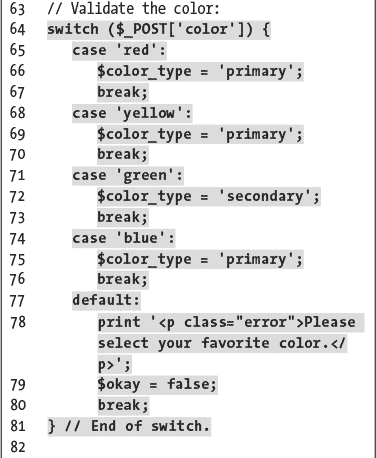 63 // Validate the color:
64 switch ($_POST['color']) {
65 case 'red':
66 $color_type = 'primary';
67 break;
68 case 'yellow':
69 $color_type = 'primary';
70 break;
71 case 'green':
72 $color_type = 'secondary';
73 break;
74 case 'blue':
75 $color_type = 'primary';
76 break;
77 default:
78 print '<p class="error">Please
select your favorite color.</
p>';
79 $okay = false;
80 break;
81 } // End of switch.
82